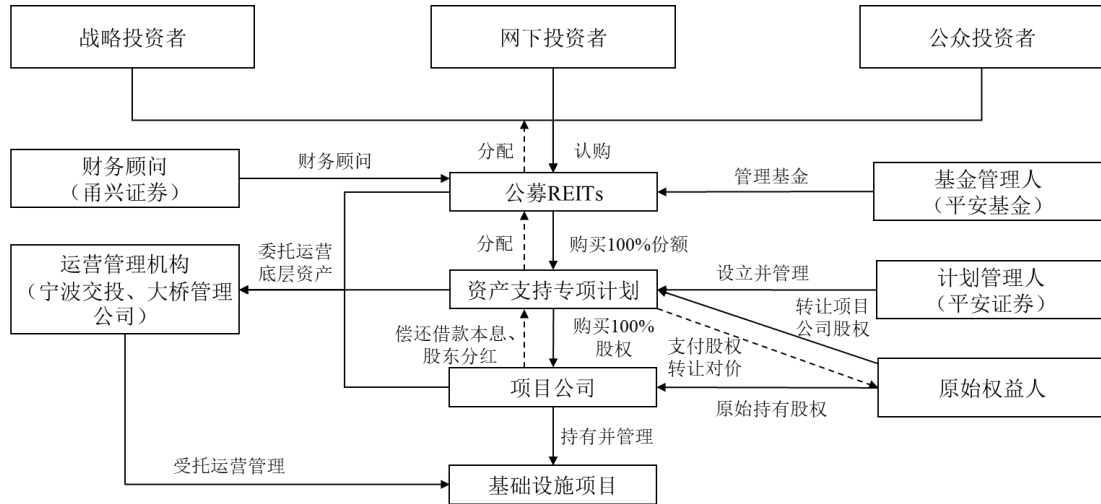 战略投资者
网下投资者
公众投资者
分配
认购
财务顾问
（甬兴证券）
财务顾问
公募REITs
管理基金
基金管理人
（平安基金）
委托运营
底层资产
分配
购买100%份额
运营管理机构
（宁波交投、大桥管理
公司）
资产支持专项计划
设立并管理
计划管理人
（平安证券）
转让项目
公司股权
偿还借款本息、
股东分红
购买100%
股权
支付股权
转让对价
项目公司
原始持有股权
原始权益人
持有并管理
受托运营管理
基础设施项目